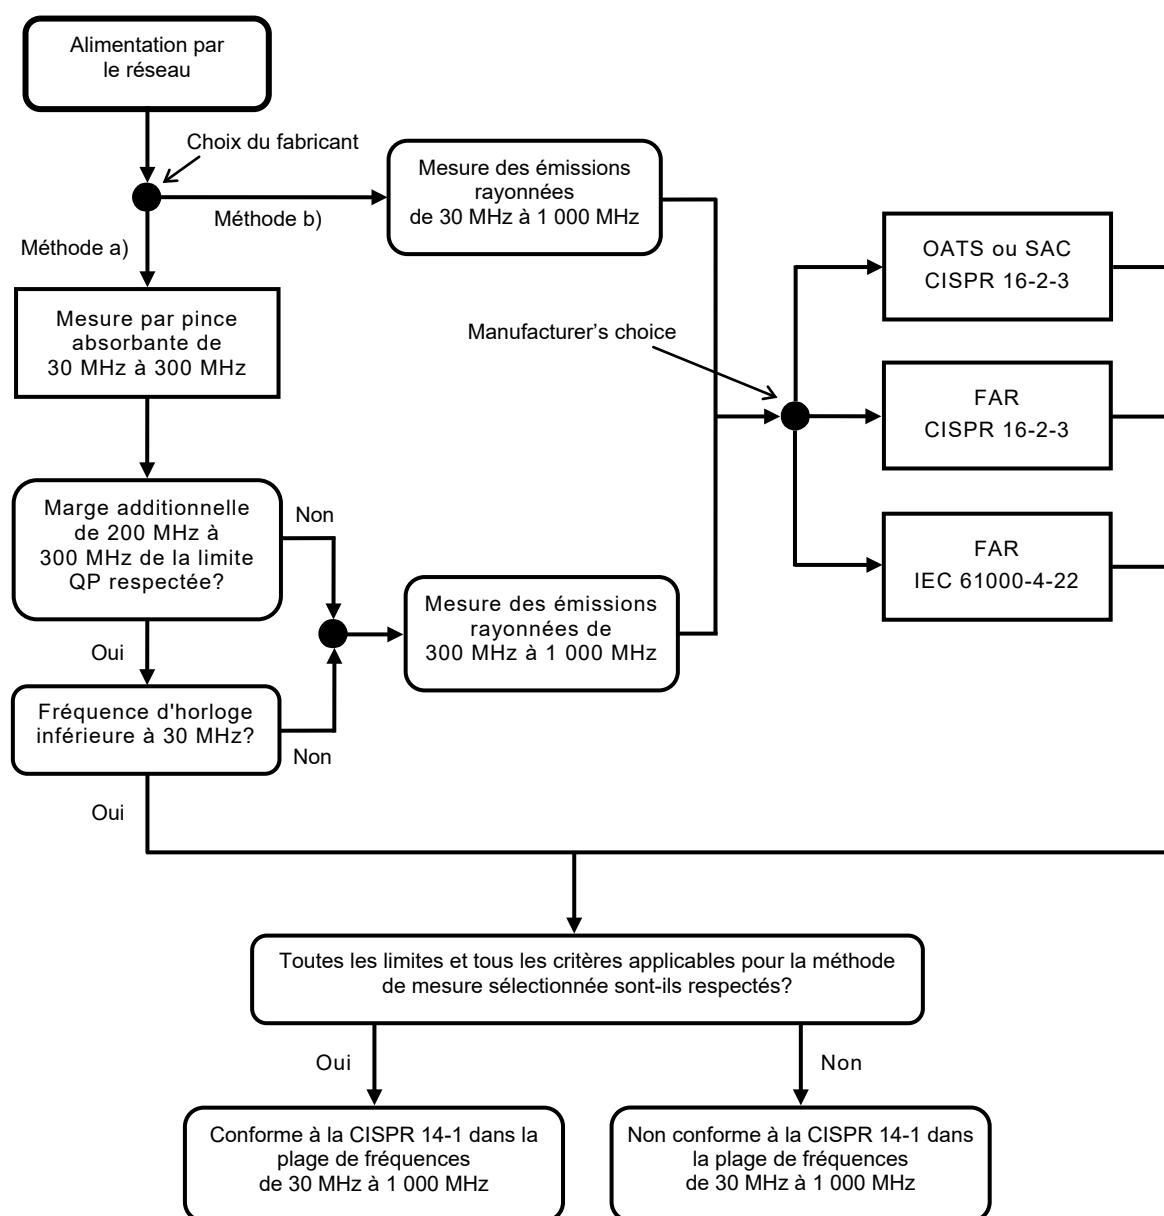 Alimentation par
le réseau
Choix du fabricant
Méthode b)
Méthode a)
Mesure des émissions
rayonnées
de 30 MHz à 1 000 MHz
OATS ou SAC
CISPR 16-2-3
Mesure par pince
absorbante de
30 MHz à 300 MHz
Manufacturer’s choice
FAR
CISPR 16-2-3
Marge additionnelle
de 200 MHz à
300 MHz de la limite
QP respectée?
Non
FAR
IEC 61000-4-22
Mesure des émissions
rayonnées de
300 MHz à 1 000 MHz
Oui
Fréquence d'horloge
inférieure à 30 MHz?
Non
Oui
Toutes les limites et tous les critères applicables pour la méthode
de mesure sélectionnée sont-ils respectés?
Oui
Non
Conforme à la CISPR 14-1 dans la
plage de fréquences
de 30 MHz à 1 000 MHz
Non conforme à la CISPR 14-1 dans
la plage de fréquences
de 30 MHz à 1 000 MHz